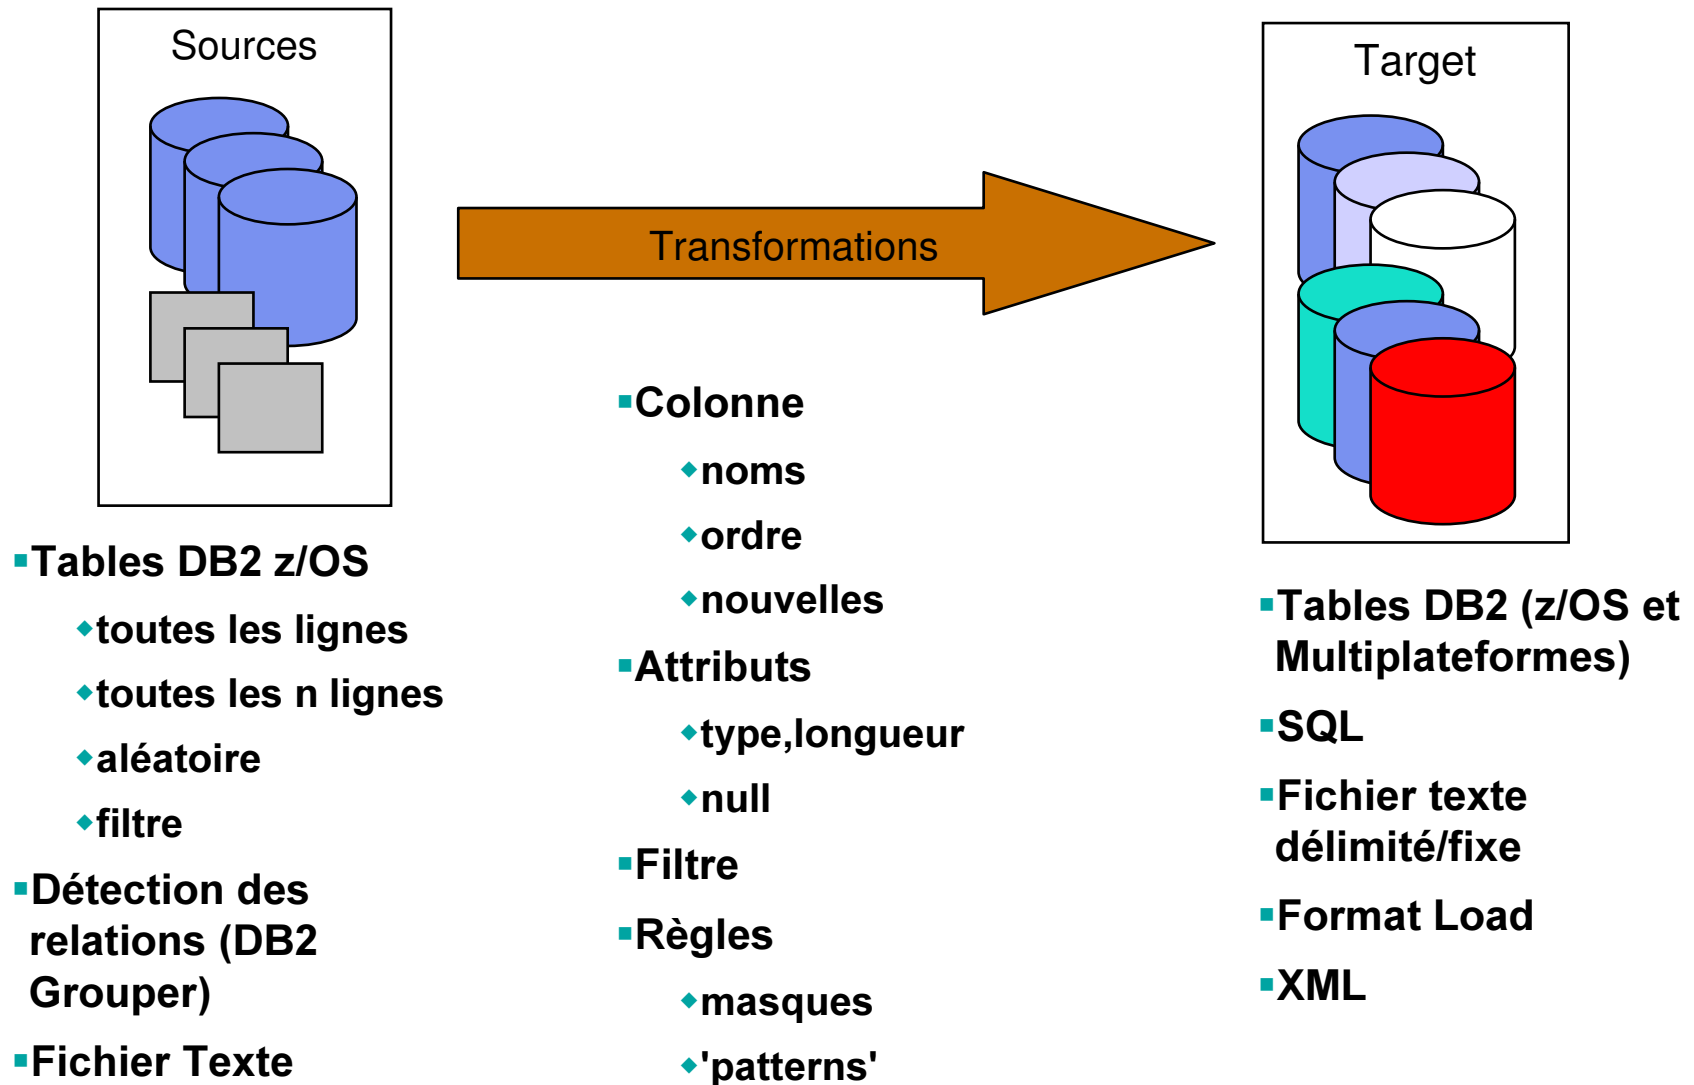 Sources
Tables DB2 z/OS
toutes les lignes
toutes les n lignes
aléatoire
filtre
Détection des
relations (DB2
Grouper)
Fichier Texte
Transformations
Colonne
noms
ordre
nouvelles
Attributs
type,longueur
null
Filtre
Règles
masques
'patterns'
Target
Tables DB2 (z/OS et
Multiplateformes)
SQL
Fichier texte
délimité/fixe
Format Load
XML